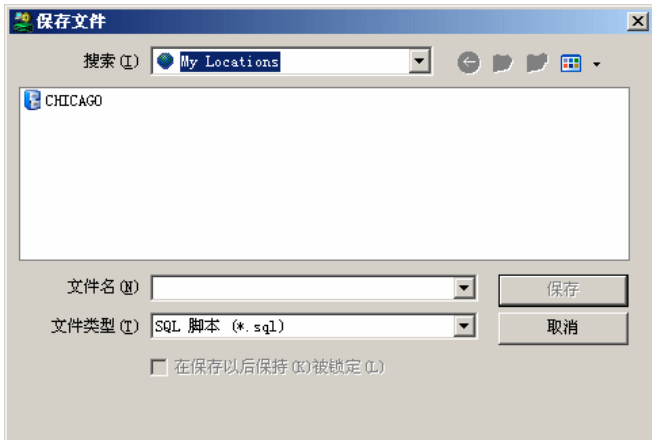 保存文件
搜索(I) My Locations
CHICAGO
文件名(N)
保存
文件类型(T) SQL 脚本 (*.sql)
取消
在保存以后保持(K)被锁定(L)